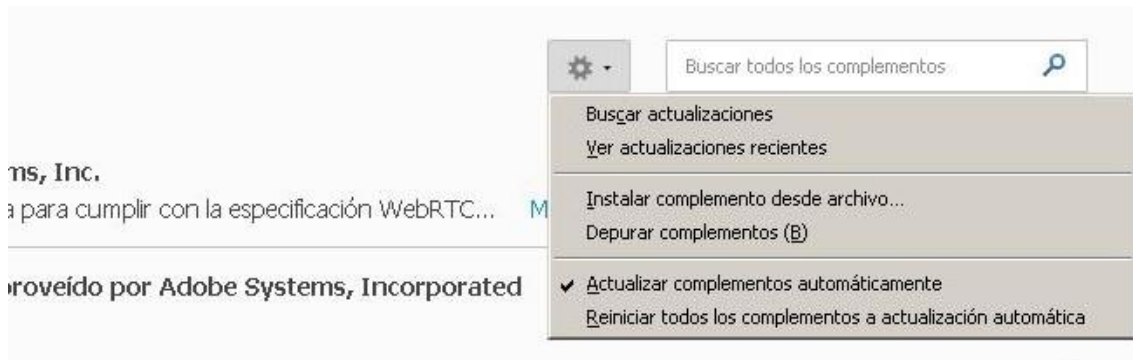 Buscar todos los complementos
Buscar actualizaciones
Ver actualizaciones recientes
ms, Inc.
a para cumplir con la especificación WebRTC... M
Instalar complemento desde archivo...
Depurar complementos (B)
proveído por Adobe Systems, Incorporated
Actualizar complementos automáticamente
Reiniciar todos los complementos a actualización automática